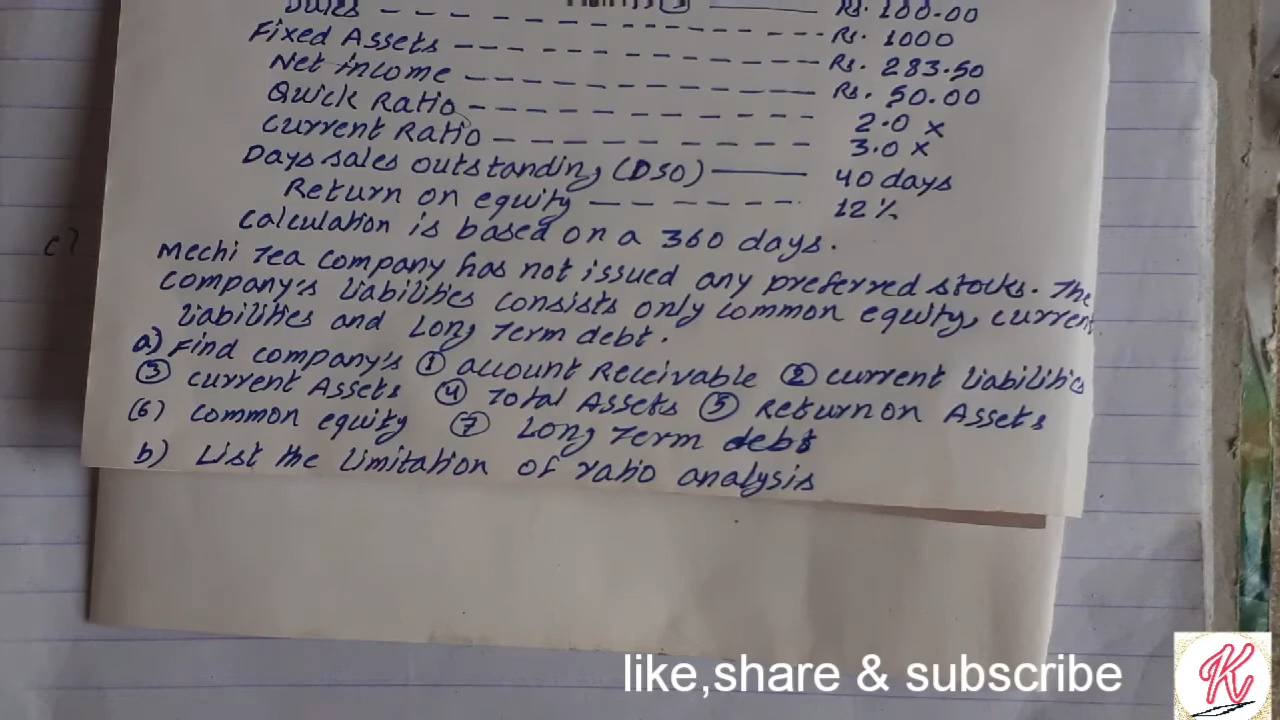 Sales - - - - - - - - - - - - Rs. 100.00
Fixed Assets - - - - - - - - - - - - Rs. 1000
Net income - - - - - - - - - - - - Rs. 283.50
Quick Ratio - - - - - - - - - - - - Rs. 50.00
Current Ratio - - - - - - - - - - 2.0 x
Days sales outstanding (DSO) ——— 3.0 x
Return on equity - - - - - - - 40 days
12%
Calculation is based on a 360 days.
Mechi Tea company has not issued any preferred stocks. The
company's liabilities consists only common equity, current
liabilities and Long Term debt.
a) Find company's ① account Receivable ② current liabilities
③ current Assets ④ Total Assets ⑤ Return on Assets
(6) common equity ⑦ Long Term debt
b) List the limitation of ratio analysis
c)
like,share & subscribe
K